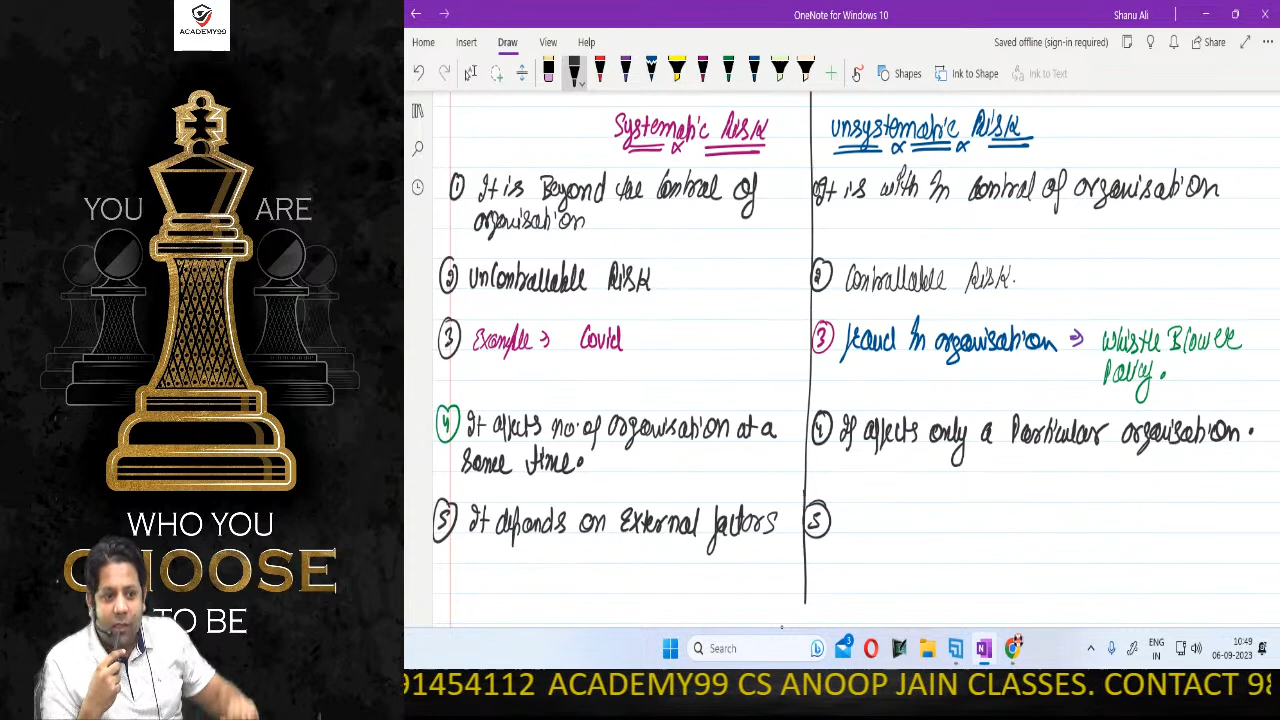 ACADEMY99
YOU ARE
WHO YOU
CHOOSE
TO BE
OneNote for Windows 10
Shanu Ali
Home Insert Draw View Help
Saved offline (sign-in required)
Share
Shapes
Ink to Shape
Ink to Text
Systematic Risk
① It is Beyond the Control of
organisation
② Uncontrollable Risk
③ Example → Covid
④ It affects no. of organisation at a
same time.
⑤ It depends on External factors
Unsystematic Risk
It is with in control of organisation
② Controllable Risk.
③ fraud In organisation ⇒ Whistle Blower
Policy.
④ It affects only a Particular organisation.
⑤
Search
3
ENG
IN
10:49
06-09-2023
91454112 ACADEMY99 CS ANOOP JAIN CLASSES. CONTACT 98